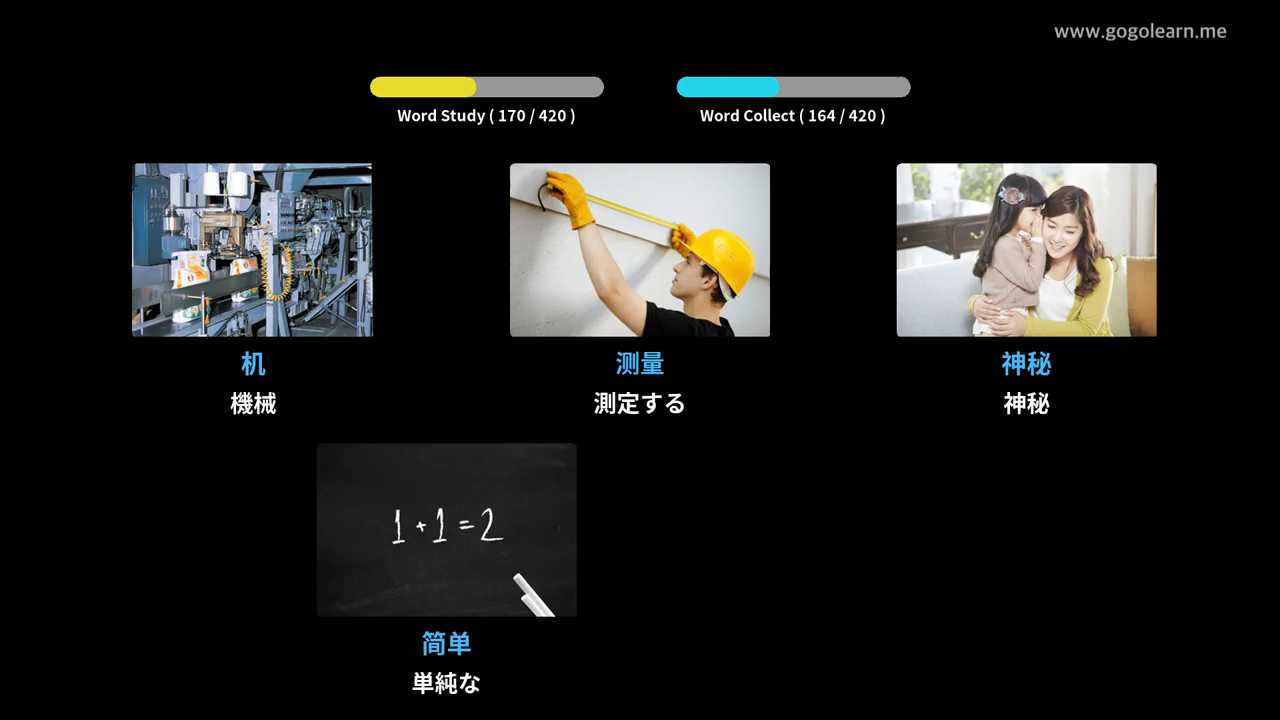 www.gogolearn.me
Word Study ( 170 / 420 )
Word Collect ( 164 / 420 )
机
機械
测量
測定する
神秘
神秘
1+1=2
简单
単純な